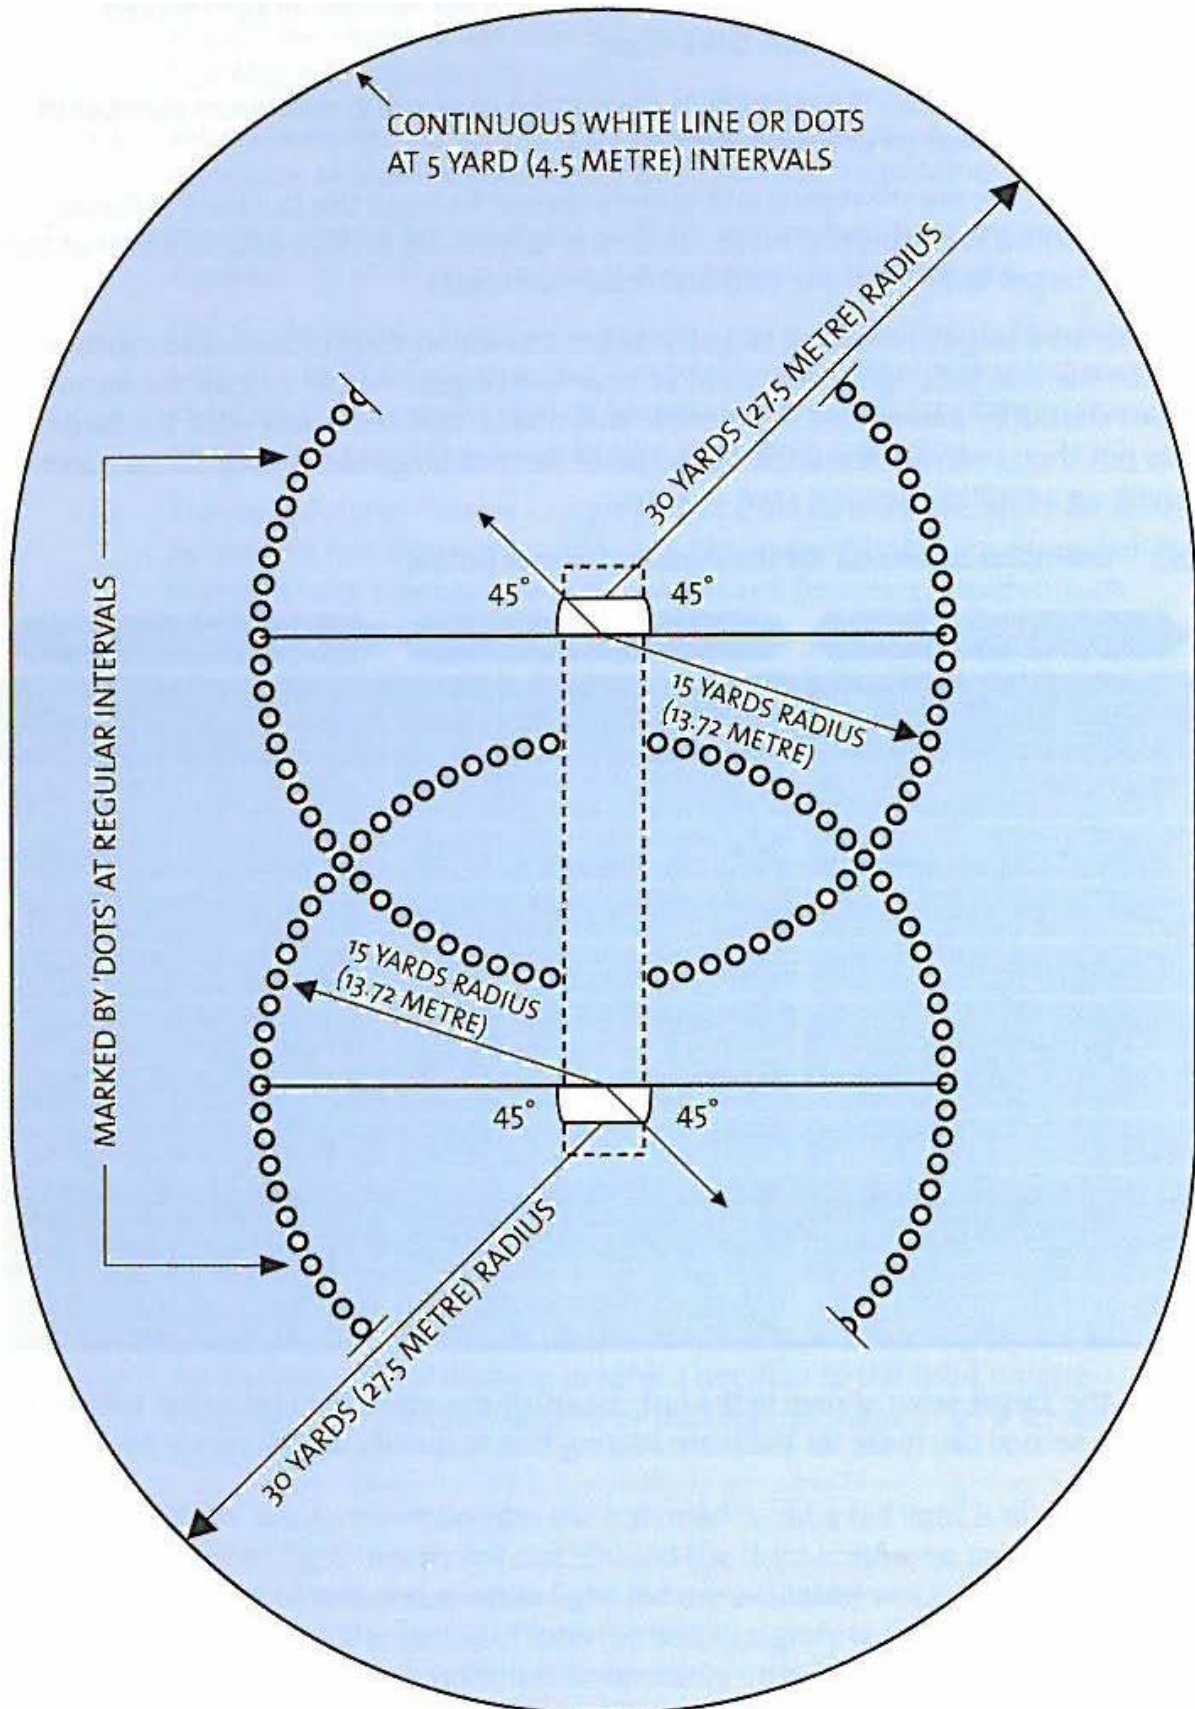 CONTINUOUS WHITE LINE OR DOTS
AT 5 YARD (4.5 METRE) INTERVALS
30 YARDS (27.5 METRE) RADIUS
MARKED BY 'DOTS' AT REGULAR INTERVALS
45°
45°
15 YARDS RADIUS
(13.72 METRE)
15 YARDS RADIUS
(13.72 METRE)
45°
45°
30 YARDS (27.5 METRE) RADIUS